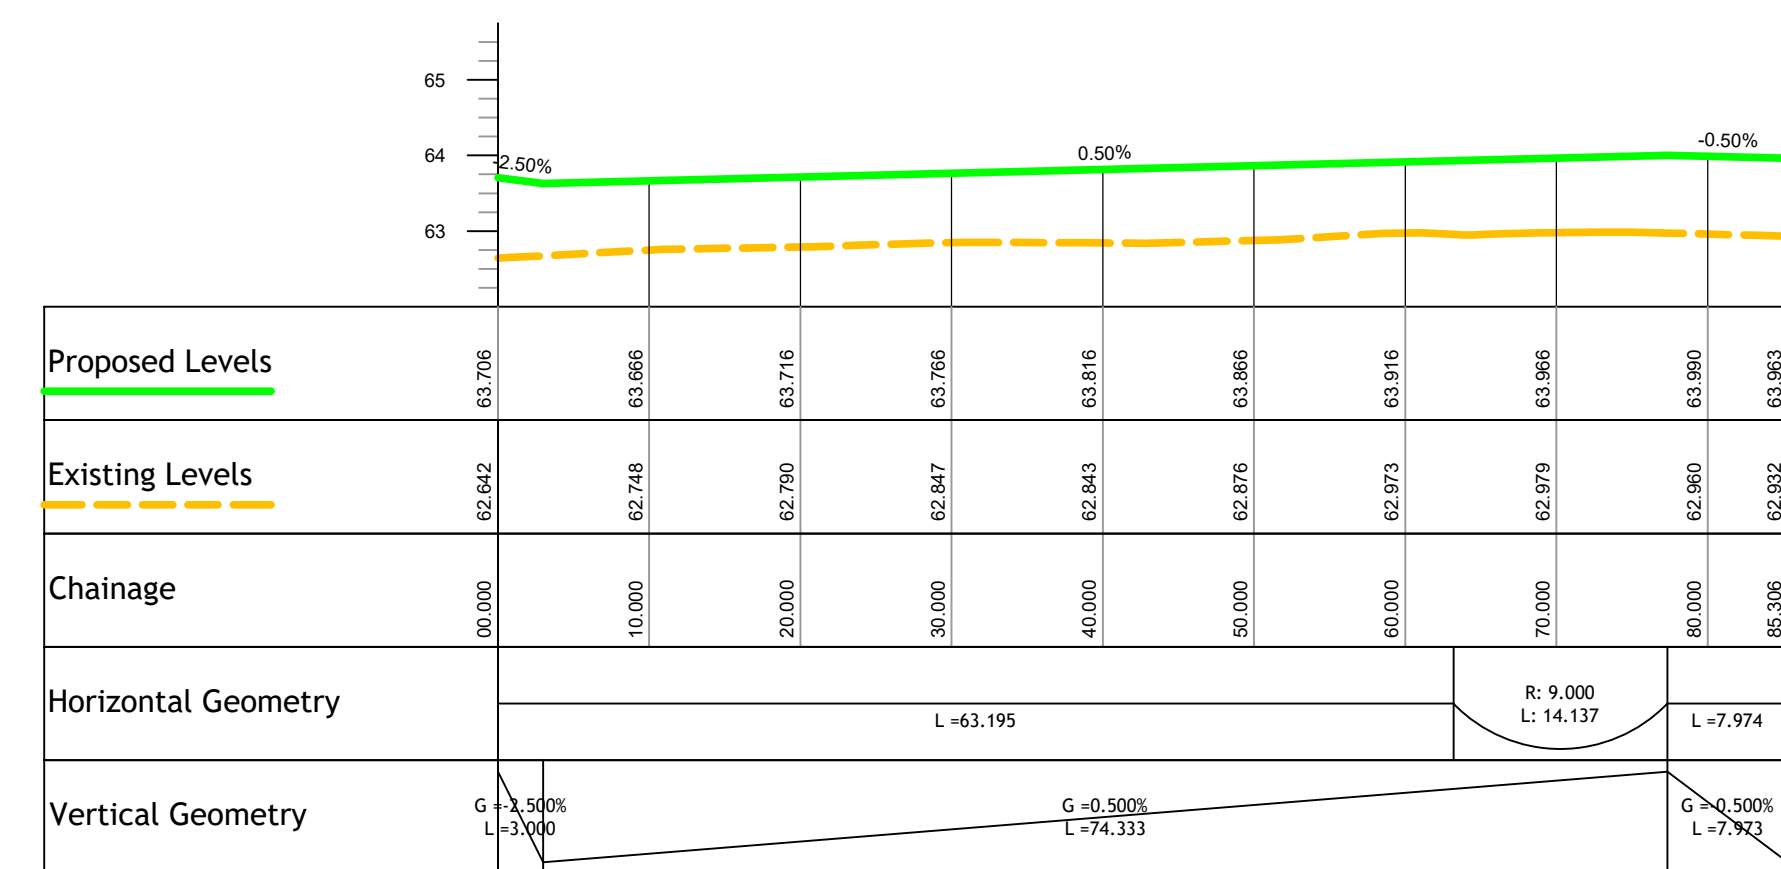 65
64
63
-2.50%
0.50%
-0.50%
Proposed Levels
63.706
63.666
63.716
63.766
63.816
63.866
63.916
63.966
63.990
63.963
Existing Levels
62.642
62.748
62.790
62.847
62.843
62.876
62.973
62.979
62.960
62.932
Chainage
00.000
10.000
20.000
30.000
40.000
50.000
60.000
70.000
80.000
85.306
Horizontal Geometry
L =63.195
R: 9.000
L: 14.137
L =7.974
Vertical Geometry
G =-2.500%
L =3.000
G =0.500%
L =74.333
G =-0.500%
L =7.973